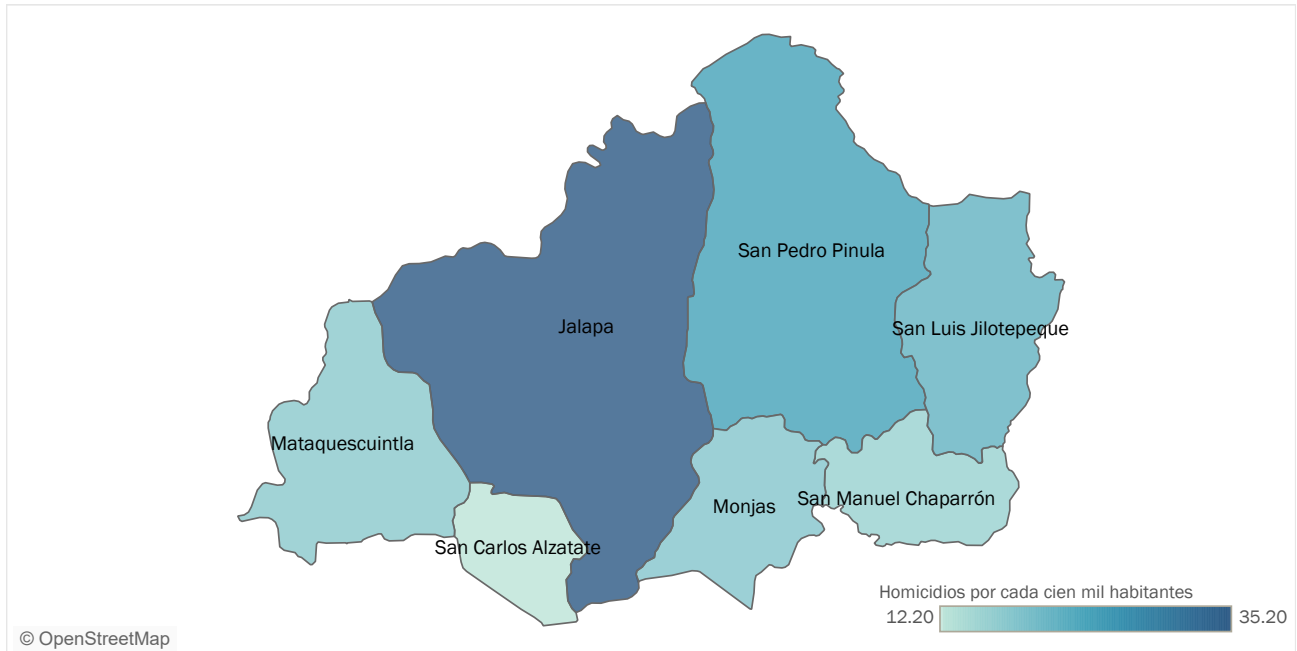 San Pedro Pinula
Jalapa
San Luis Jilotepeque
Mataquescuintla
San Manuel Chaparrón
Monjas
San Carlos Alzatate
Homicidios por cada cien mil habitantes
12.20
35.20
© OpenStreetMap